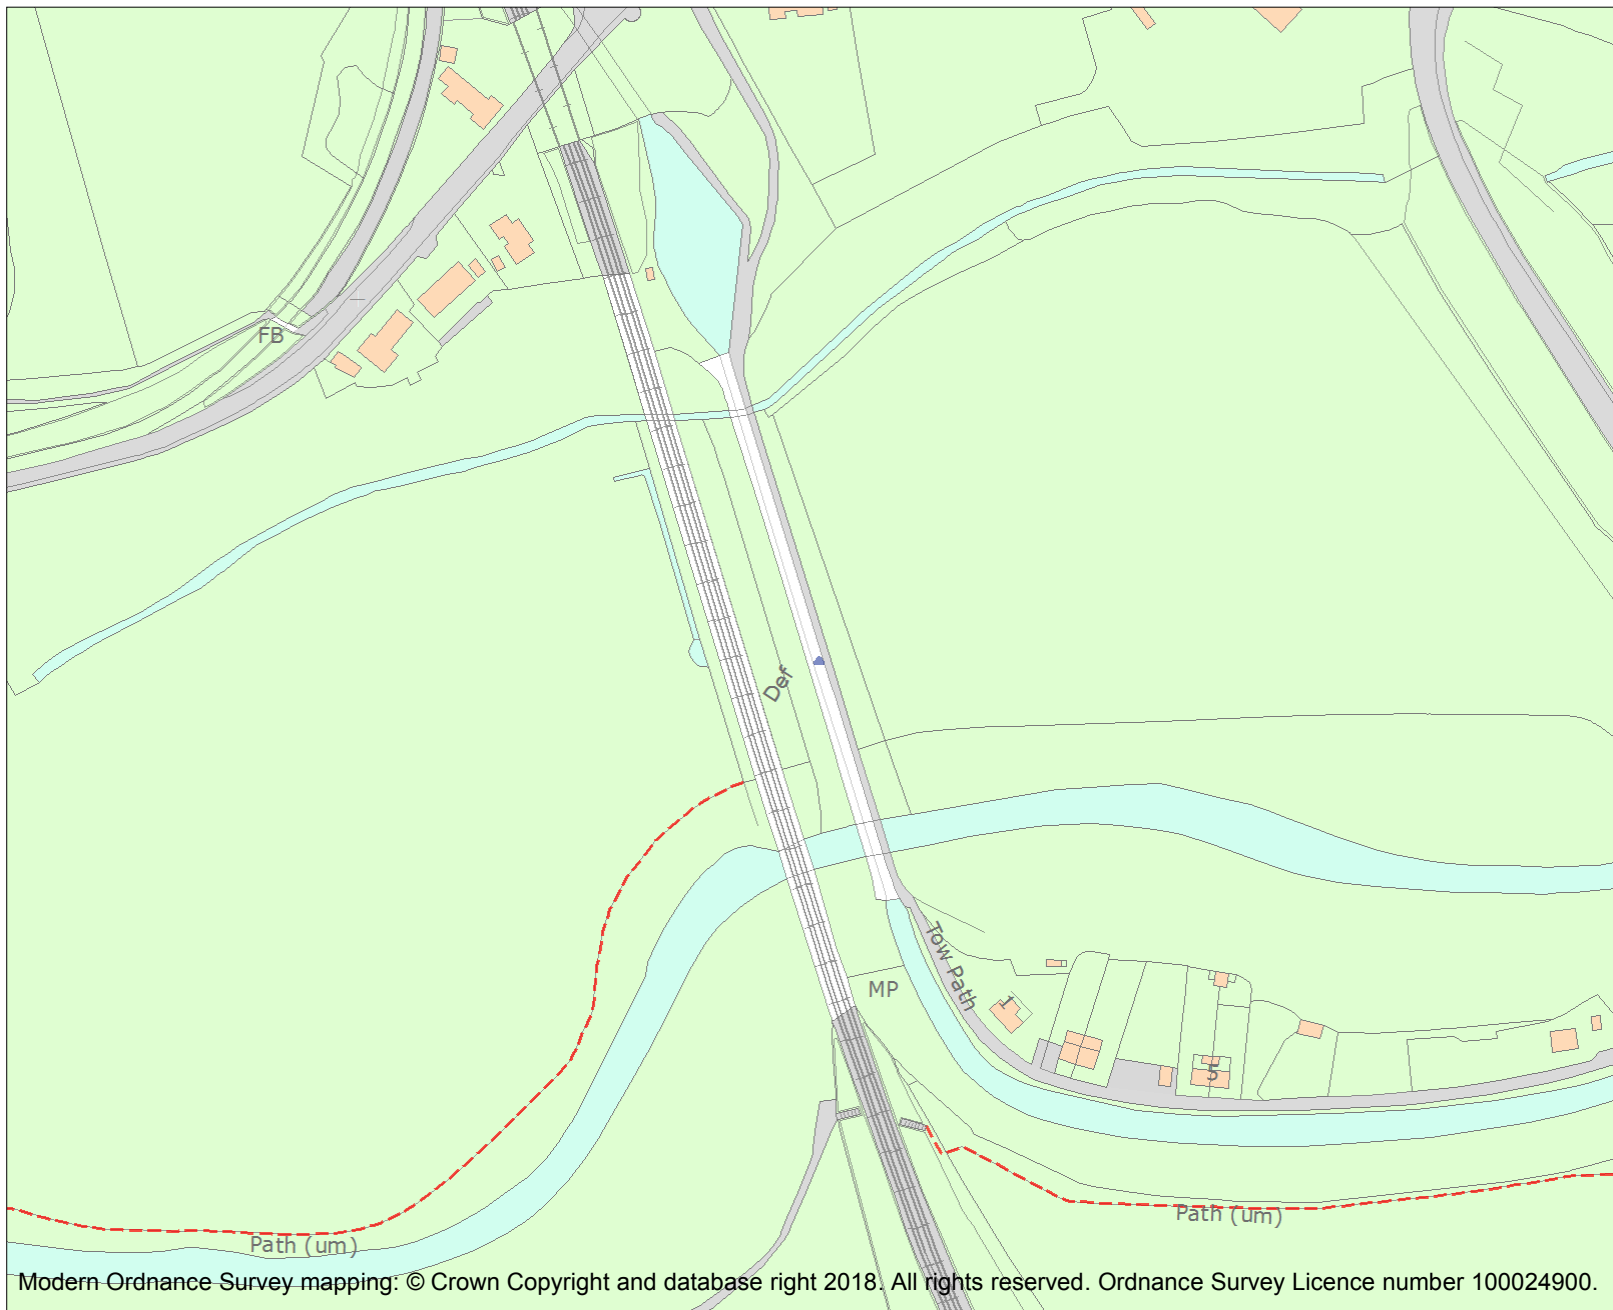 FB
Def
Tow Path
MP
1
5
Path (um)
Path (um)
Modern Ordnance Survey mapping: © Crown Copyright and database right 2018. All rights reserved. Ordnance Survey Licence number 100024900.